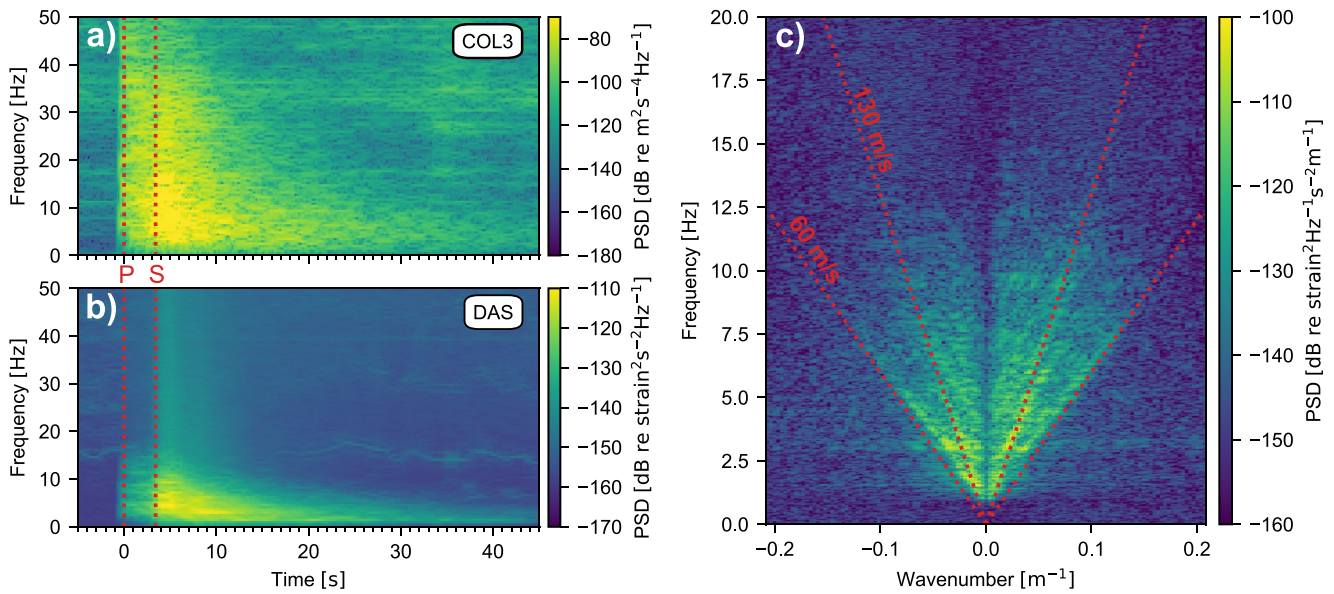 a)
COL3
Frequency [Hz]
50
40
30
20
10
0
−80
−100
−120
−140
−160
−180
PSD [dB re m²s⁻⁴Hz⁻¹]
P S
b)
DAS
Frequency [Hz]
50
40
30
20
10
0
0 10 20 30 40
Time [s]
−110
−120
−130
−140
−150
−160
−170
PSD [dB re strain²s⁻²Hz⁻¹]
c)
130 m/s
60 m/s
Frequency [Hz]
20.0
17.5
15.0
12.5
10.0
7.5
5.0
2.5
0.0
−0.2 −0.1 0.0 0.1 0.2
Wavenumber [m⁻¹]
−100
−110
−120
−130
−140
−150
−160
PSD [dB re strain²Hz⁻¹s⁻²m⁻¹]